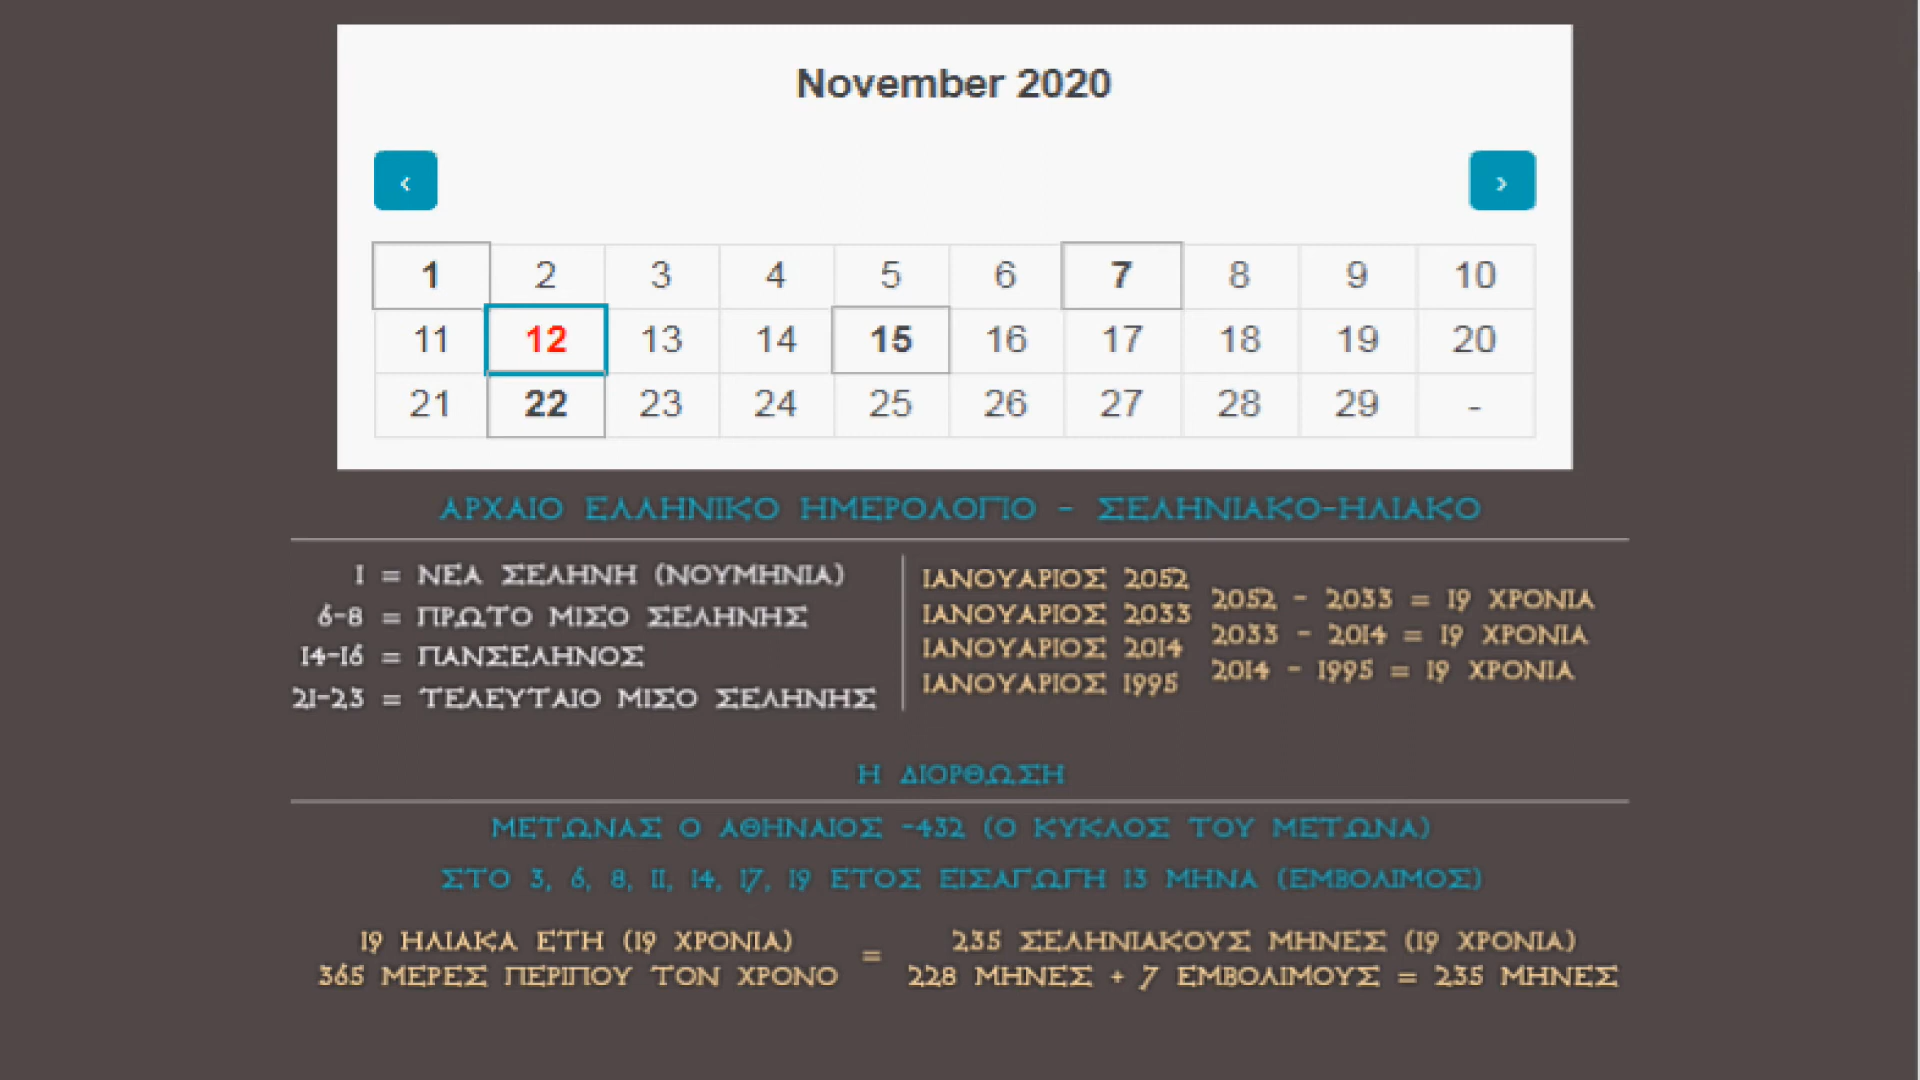 November 2020
‹ ›
1 2 3 4 5 6 7 8 9 10
11 12 13 14 15 16 17 18 19 20
21 22 23 24 25 26 27 28 29 -
ΑΡΧΑΙΟ ΕΛΛΗΝΙΚΟ ΗΜΕΡΟΛΟΓΙΟ - ΣΕΛΗΝΙΑΚΟ-ΗΛΙΑΚΟ
1 = ΝΕΑ ΣΕΛΗΝΗ (ΝΟΥΜΗΝΙΑ)
6-8 = ΠΡΩΤΟ ΜΙΣΟ ΣΕΛΗΝΗΣ
14-16 = ΠΑΝΣΕΛΗΝΟΣ
21-23 = ΤΕΛΕΥΤΑΙΟ ΜΙΣΟ ΣΕΛΗΝΗΣ
ΙΑΝΟΥΑΡΙΟΣ 2052
ΙΑΝΟΥΑΡΙΟΣ 2033
ΙΑΝΟΥΑΡΙΟΣ 2014
ΙΑΝΟΥΑΡΙΟΣ 1995
2052 - 2033 = 19 ΧΡΟΝΙΑ
2033 - 2014 = 19 ΧΡΟΝΙΑ
2014 - 1995 = 19 ΧΡΟΝΙΑ
Η ΔΙΟΡΘΩΣΗ
ΜΕΤΩΝΑΣ Ο ΑΘΗΝΑΙΟΣ -432 (Ο ΚΥΚΛΟΣ ΤΟΥ ΜΕΤΩΝΑ)
ΣΤΟ 3, 6, 8, 11, 14, 17, 19 ΕΤΟΣ ΕΙΣΑΓΩΓΗ 13 ΜΗΝΑ (ΕΜΒΟΛΙΜΟΣ)
19 ΗΛΙΑΚΑ ΕΤΗ (19 ΧΡΟΝΙΑ)
365 ΜΕΡΕΣ ΠΕΡΙΠΟΥ ΤΟΝ ΧΡΟΝΟ
=
235 ΣΕΛΗΝΙΑΚΟΥΣ ΜΗΝΕΣ (19 ΧΡΟΝΙΑ)
228 ΜΗΝΕΣ + 7 ΕΜΒΟΛΙΜΟΥΣ = 235 ΜΗΝΕΣ